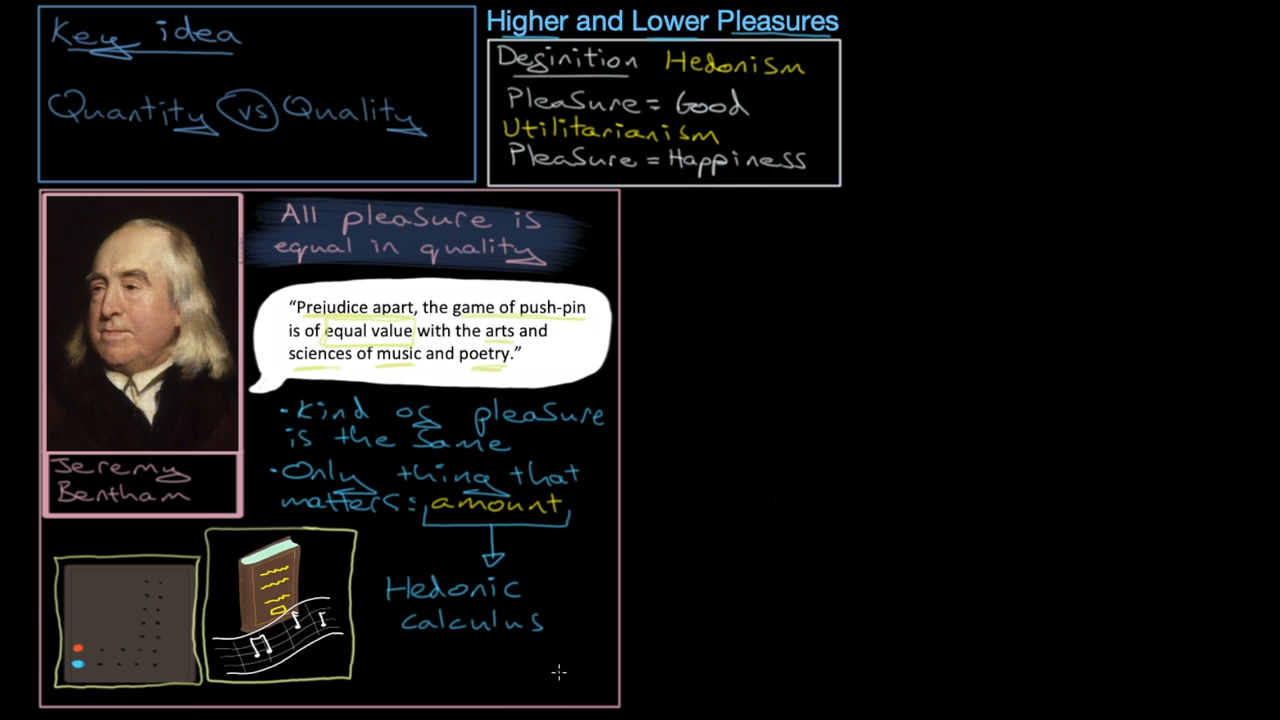 Key idea
Quantity vs Quality
Higher and Lower Pleasures
Definition Hedonism
Pleasure = Good
Utilitarianism
Pleasure = Happiness
All pleasure is
equal in quality
“Prejudice apart, the game of push-pin
is of equal value with the arts and
sciences of music and poetry.”
• Kind of pleasure
is the same
• Only thing that
matters: amount
Jeremy
Bentham
Hedonic
calculus